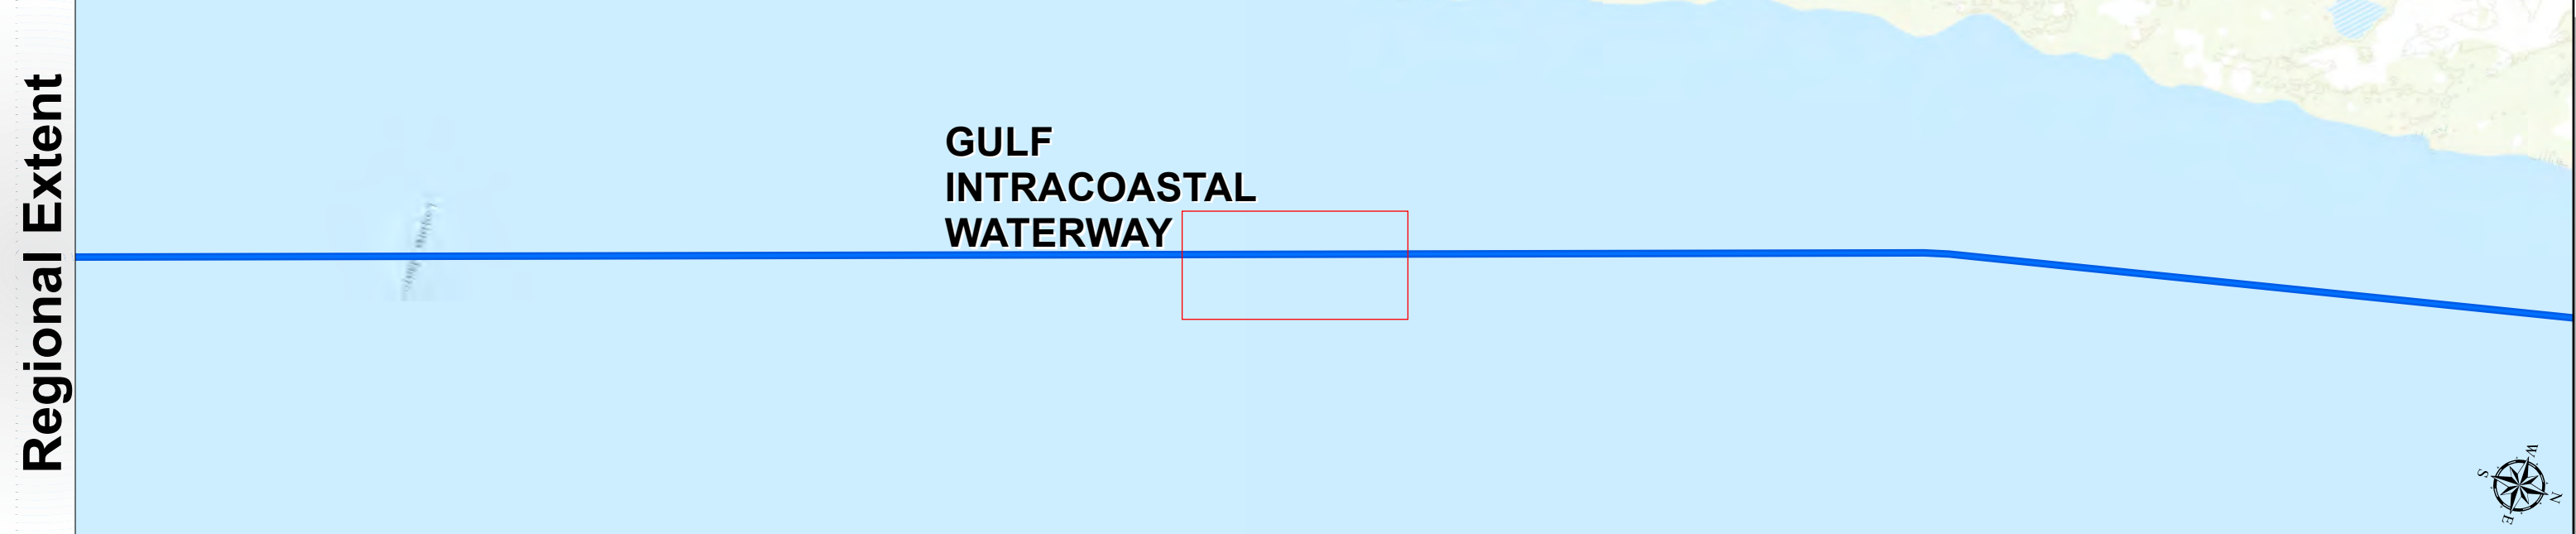 Regional Extent
GULF
INTRACOASTAL
WATERWAY
W
S
N
E